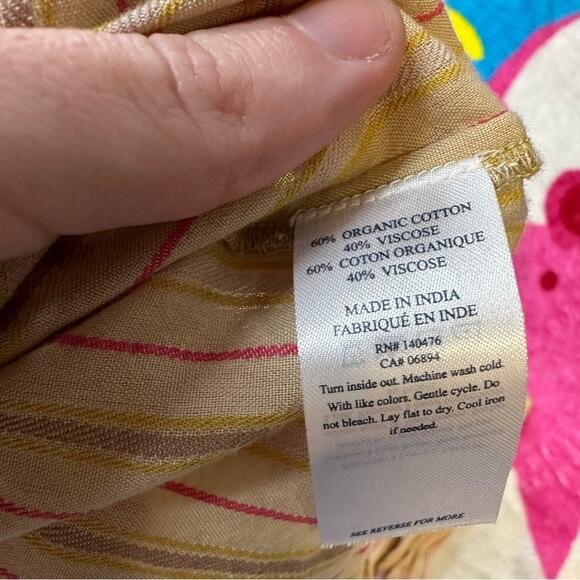 60% ORGANIC COTTON
40% VISCOSE
60% COTON ORGANIQUE
40% VISCOSE
MADE IN INDIA
FABRIQUÉ EN INDE
RN# 140476
CA# 06894
Turn inside out. Machine wash cold.
With like colors. Gentle cycle. Do
not bleach. Lay flat to dry. Cool iron
if needed.
SEE REVERSE FOR MORE